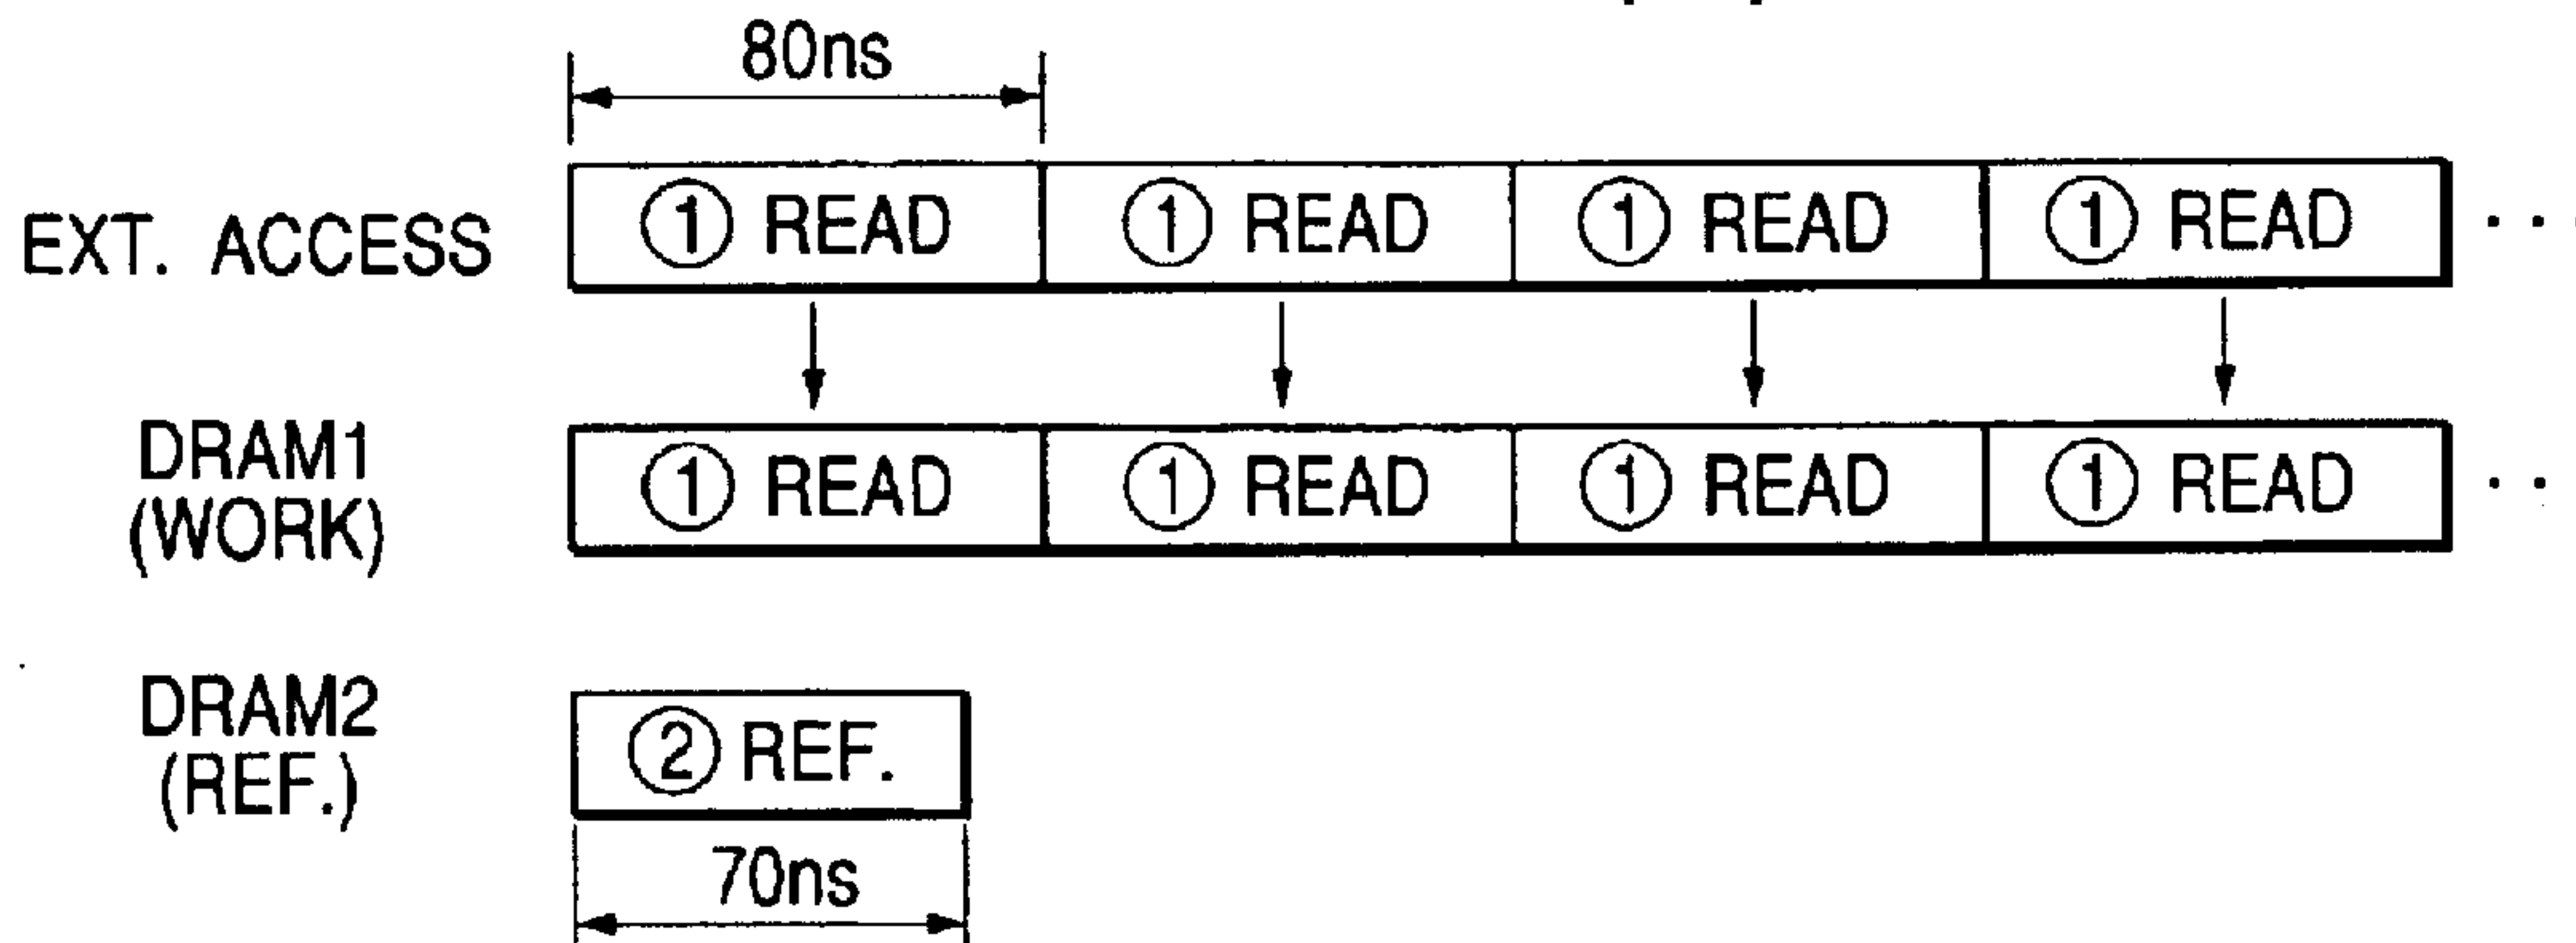 80ns
EXT. ACCESS ① READ ① READ ① READ ① READ ···
DRAM1 ① READ ① READ ① READ ① READ ··
(WORK)
DRAM2 ② REF.
(REF.)
70ns